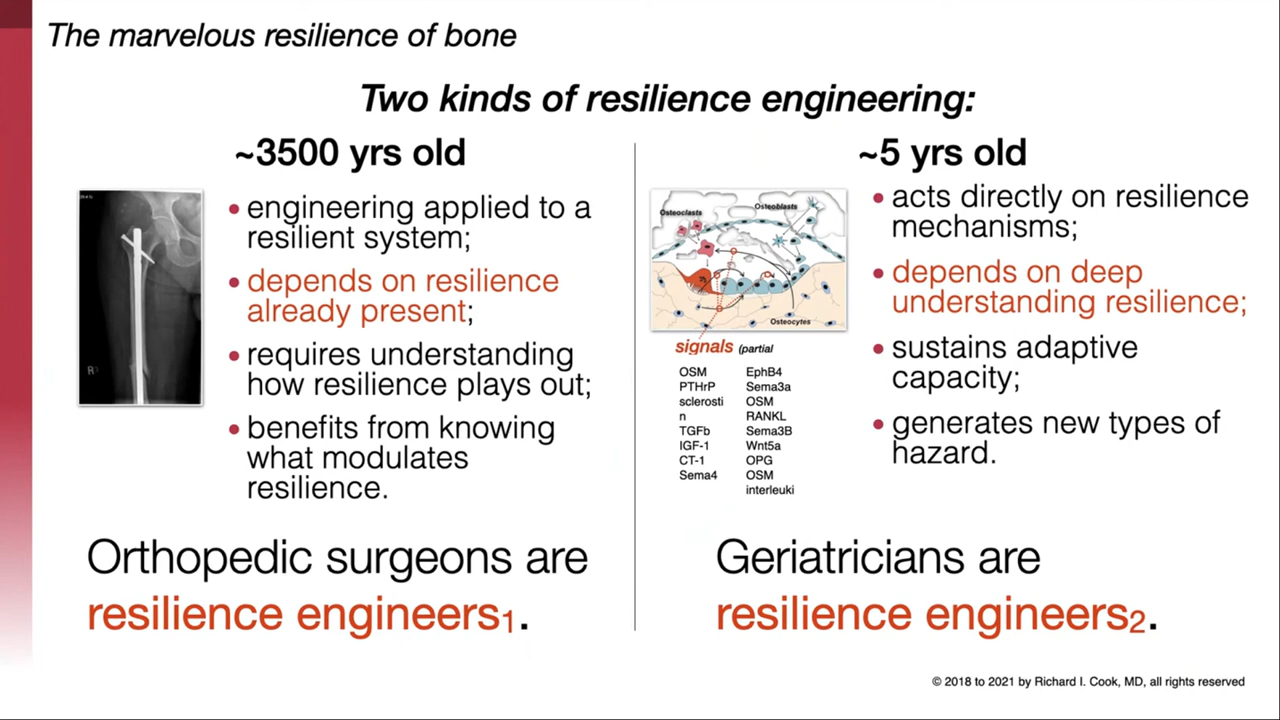 The marvelous resilience of bone
Two kinds of resilience engineering:
~3500 yrs old
• engineering applied to a
resilient system;
• depends on resilience
already present;
• requires understanding
how resilience plays out;
• benefits from knowing
what modulates
resilience.
Orthopedic surgeons are
resilience engineers1.
R
~5 yrs old
Osteoclasts
Osteoblasts
Osteocytes
signals (partial
OSM
PTHrP
sclerosti
n
TGFb
IGF-1
CT-1
Sema4
EphB4
Sema3a
OSM
RANKL
Sema3B
Wnt5a
OPG
OSM
interleuki
• acts directly on resilience
mechanisms;
• depends on deep
understanding resilience;
• sustains adaptive
capacity;
• generates new types of
hazard.
Geriatricians are
resilience engineers2.
© 2018 to 2021 by Richard I. Cook, MD, all rights reserved